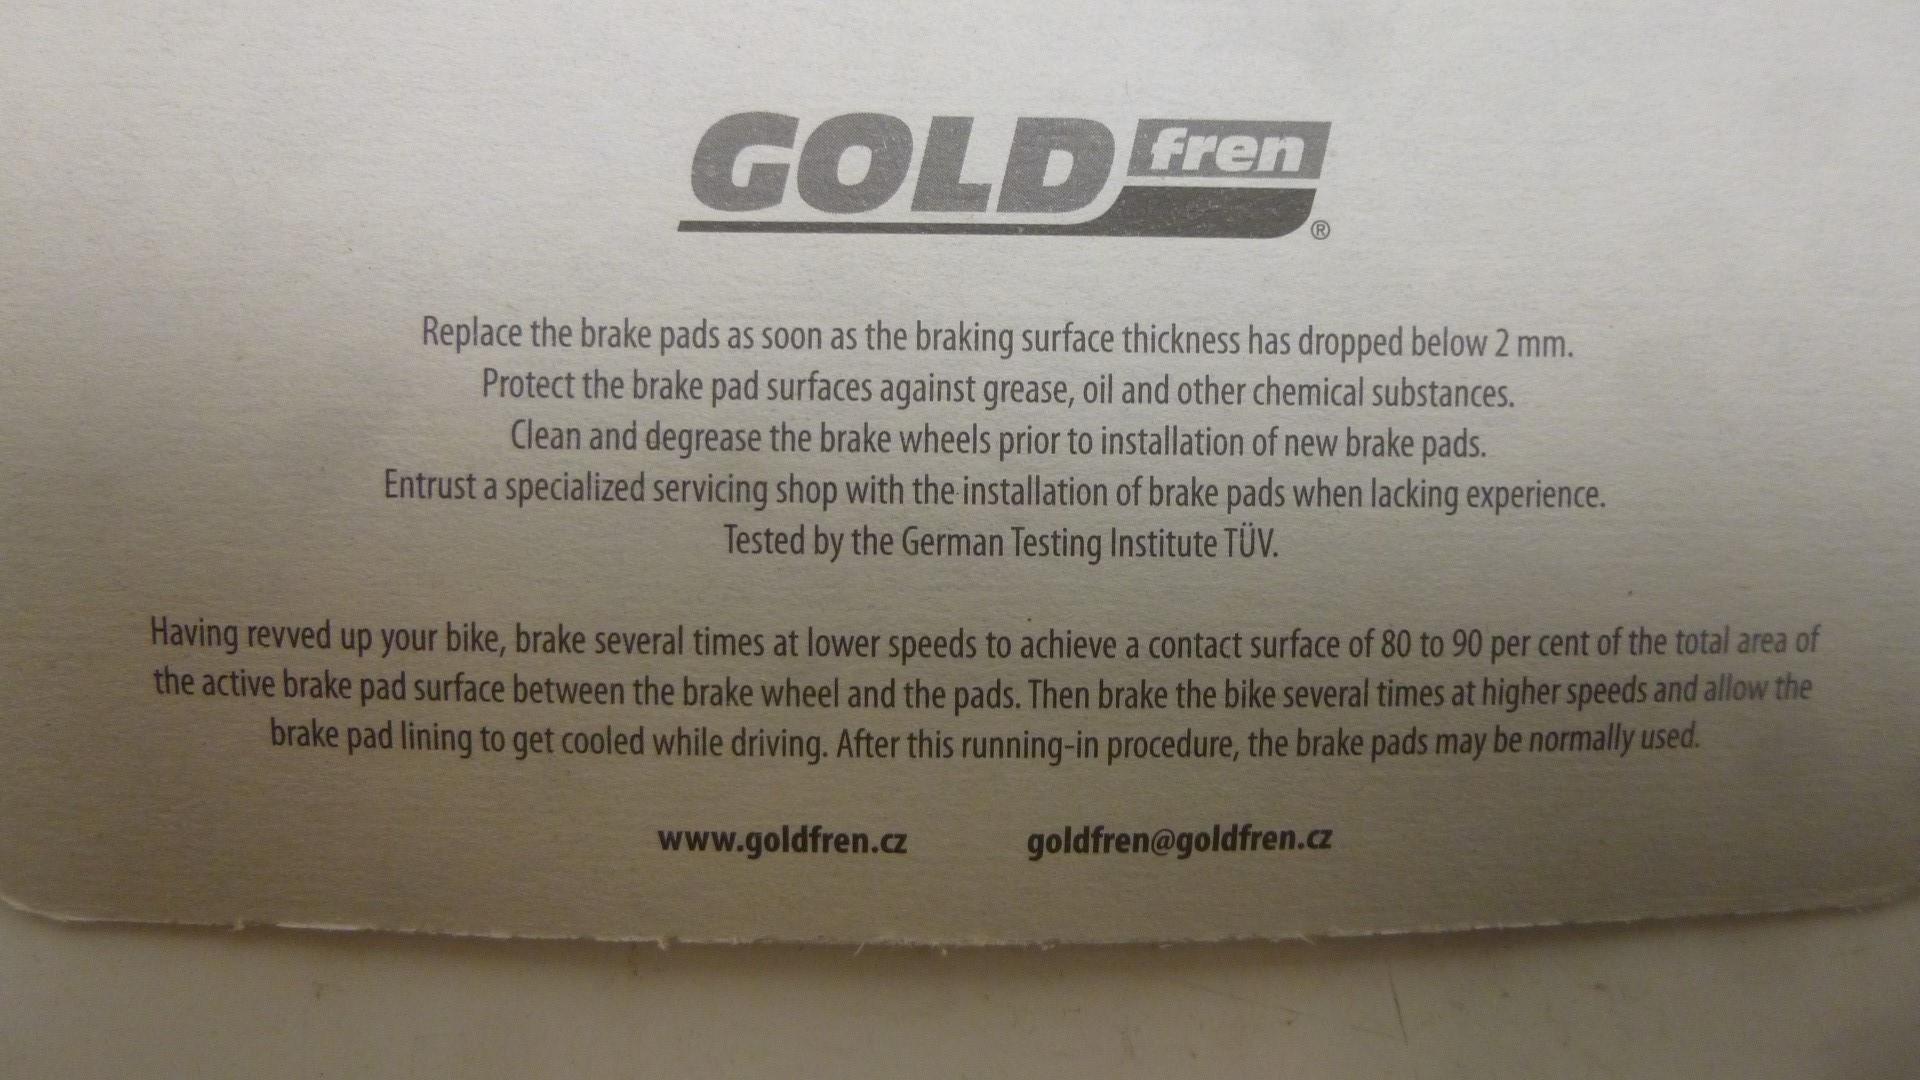 GOLD fren ®
Replace the brake pads as soon as the braking surface thickness has dropped below 2 mm.
Protect the brake pad surfaces against grease, oil and other chemical substances.
Clean and degrease the brake wheels prior to installation of new brake pads.
Entrust a specialized servicing shop with the installation of brake pads when lacking experience.
Tested by the German Testing Institute TÜV.
Having revved up your bike, brake several times at lower speeds to achieve a contact surface of 80 to 90 per cent of the total area of
the active brake pad surface between the brake wheel and the pads. Then brake the bike several times at higher speeds and allow the
brake pad lining to get cooled while driving. After this running-in procedure, the brake pads may be normally used.
www.goldfren.cz goldfren@goldfren.cz